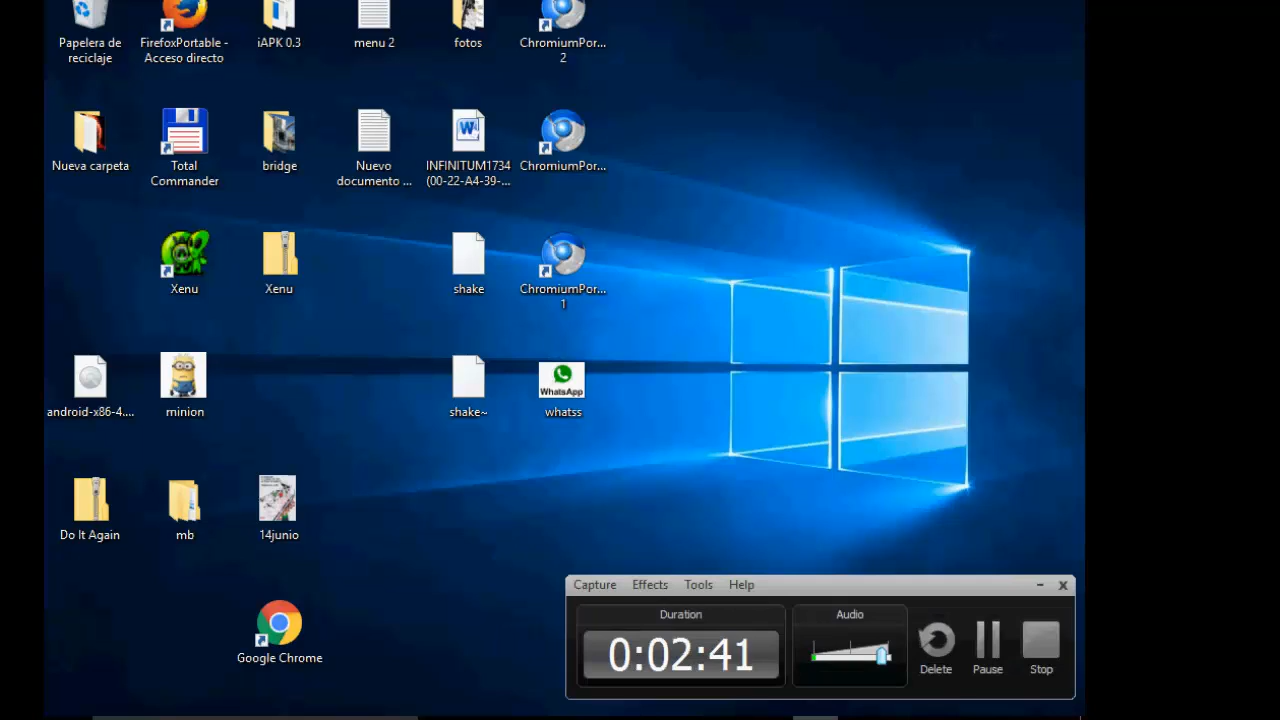 Papelera de
reciclaje
FirefoxPortable -
Acceso directo
iAPK 0.3
menu 2
fotos
ChromiumPor...
2
Nueva carpeta
Total
Commander
bridge
Nuevo
documento ...
INFINITUM1734
(00-22-A4-39-...
ChromiumPor...
Xenu
Xenu
shake
ChromiumPor...
1
android-x86-4....
minion
shake~
WhatsApp
whatss
Do It Again
mb
14junio
Google Chrome
Capture Effects Tools Help
Duration
0:02:41
Audio
Delete
Pause
Stop